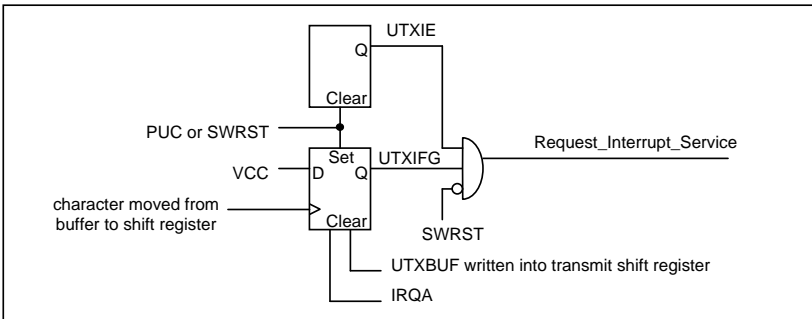 UTXIE
Q
Clear
PUC or SWRST
Set
UTXIFG
Request_Interrupt_Service
VCC
D
Q
character moved from
buffer to shift register
Clear
SWRST
UTXBUF written into transmit shift register
IRQA